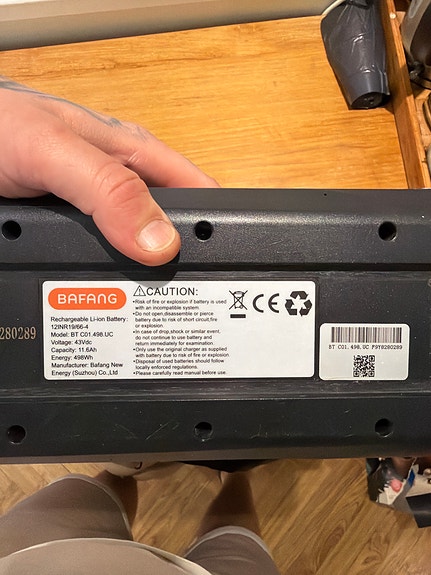 280289
BAFANG
Rechargeable Li-ion Battery:
12INR19/66-4
Model: BT C01.498.UC
Voltage: 43Vdc
Capacity: 11.6Ah
Energy: 498Wh
Manufacturer: Bafang New
Energy (Suzhou) Co.,Ltd
CAUTION:
•Risk of fire or explosion if battery is used
with an incompatible system.
•Do not open,disassemble or pierce
battery due to risk of short circuit,fire
or explosion.
•In case of drop,shock or similar event,
do not continue to use battery and
return immediately for examination.
•Only use the original charger as supplied
with battery due to risk of fire or explosion
•Disposal of used batteries should follow
locally enforced regulations.
•Please carefully read manual before use.
CE
BT C01. 498. UC F9Y8280289